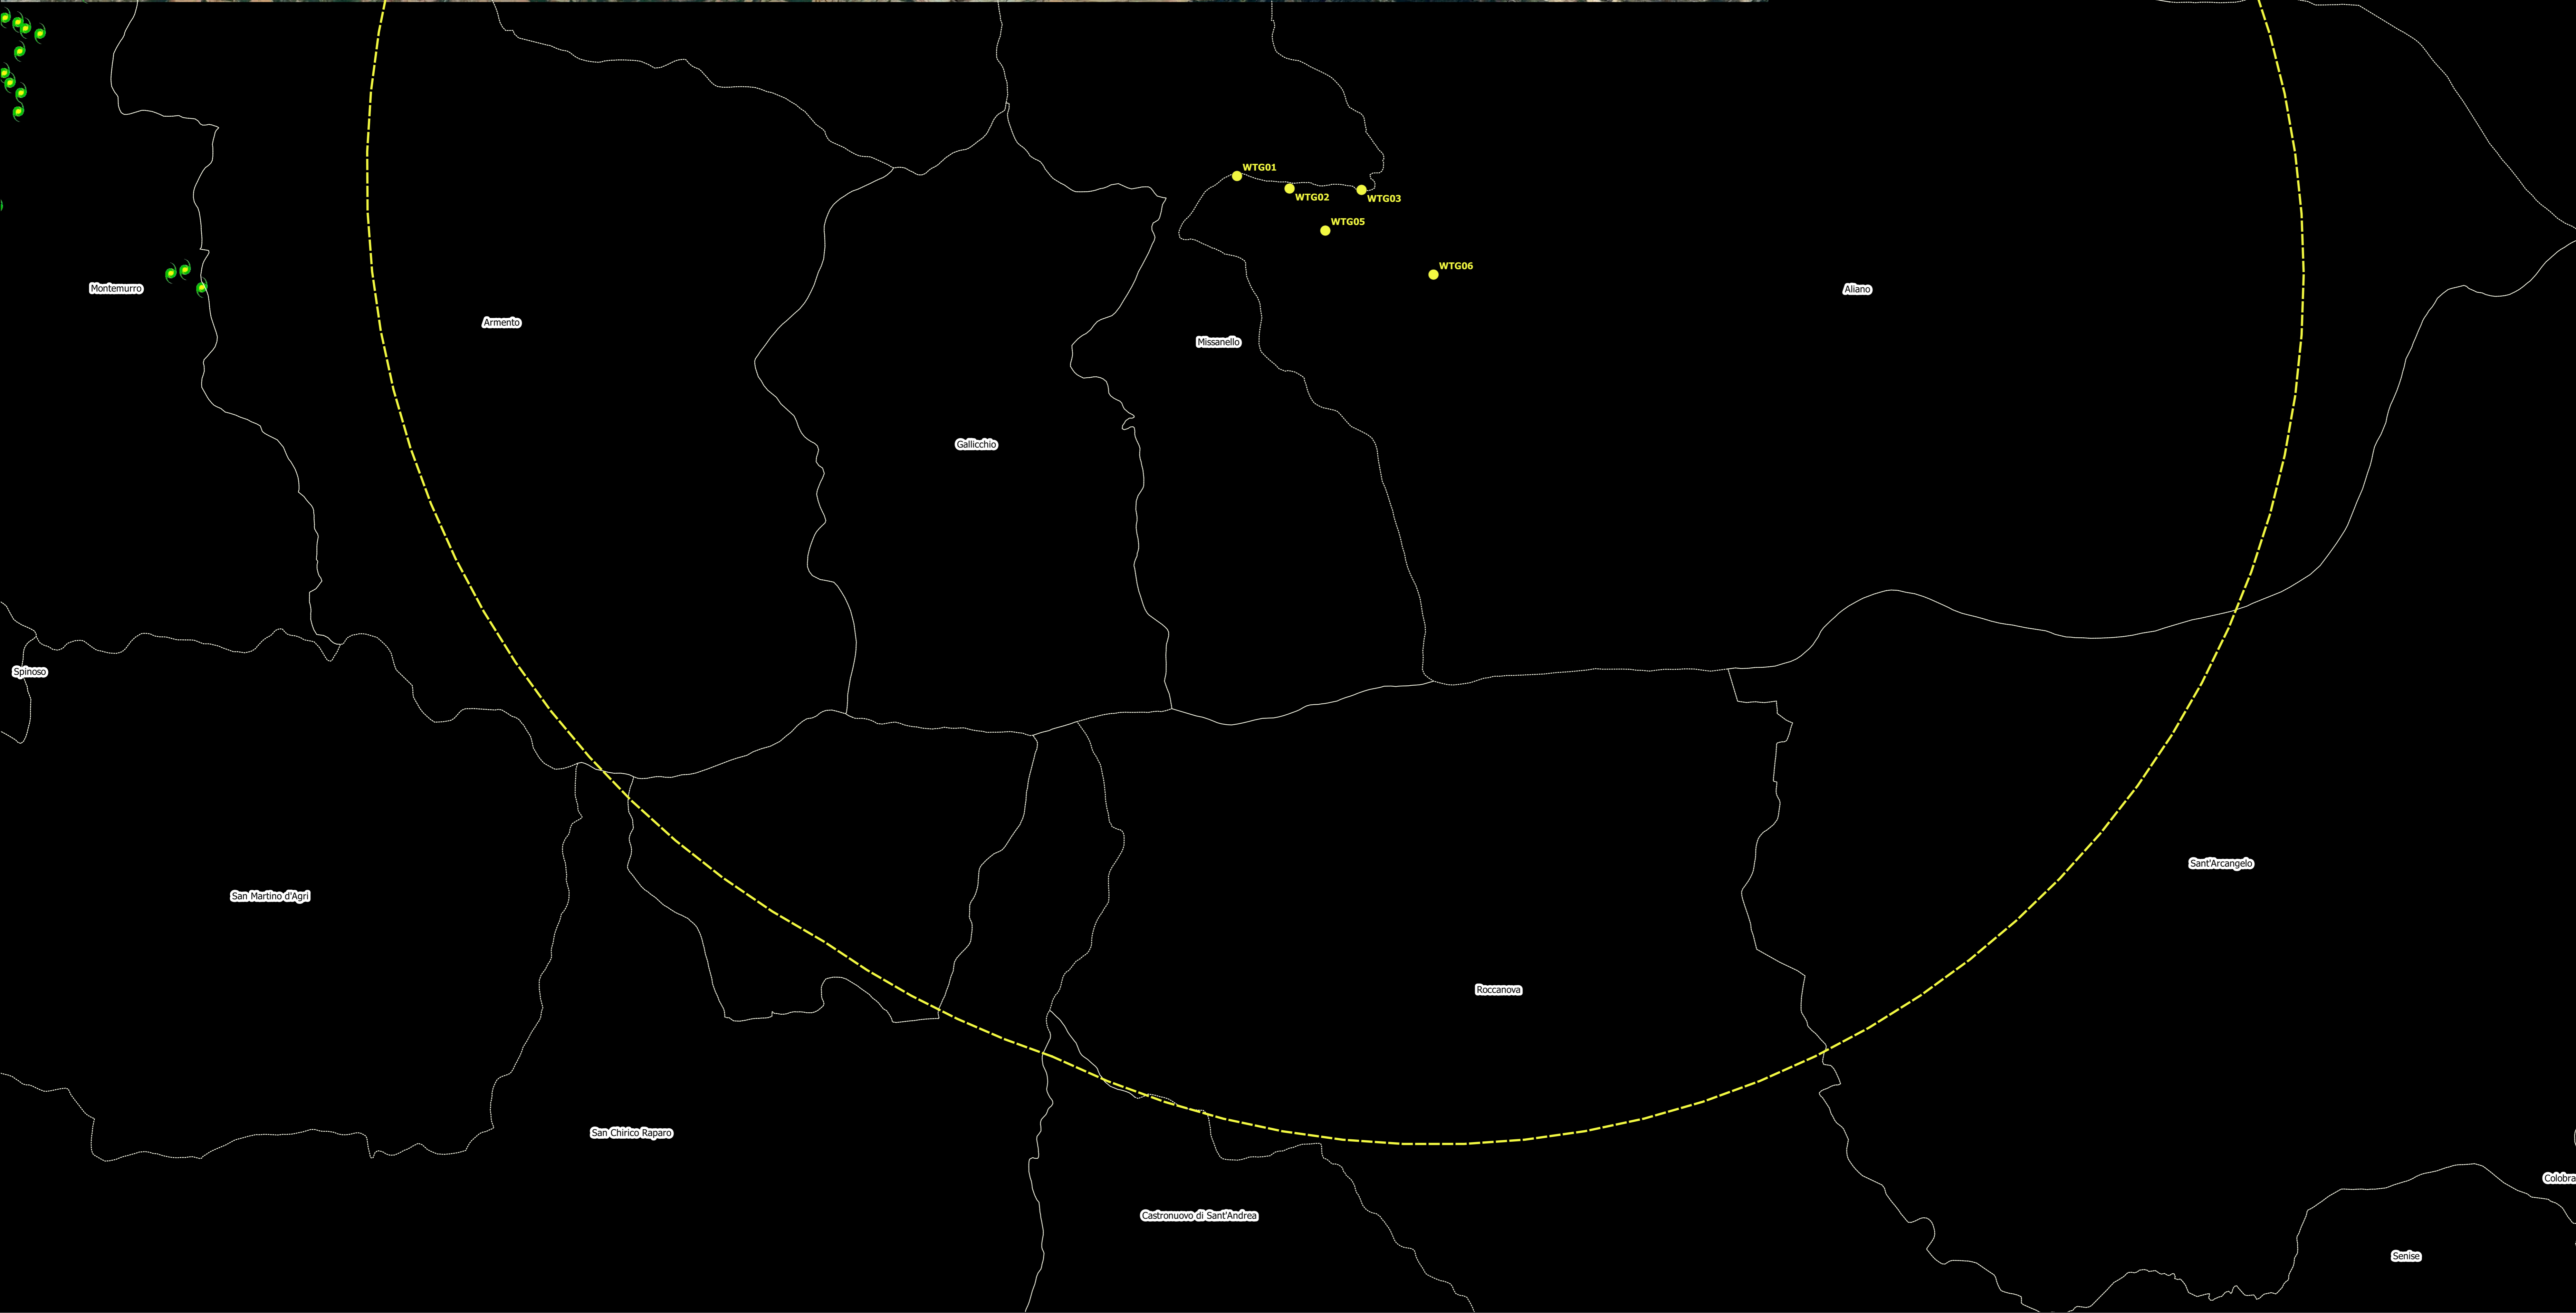 WTG01
WTG02
WTG03
WTG05
WTG06
Montemurro
Aliano
Armento
Missanello
Gallicchio
Spinoso
Sant'Arcangelo
San Martino d'Agri
Roccanova
San Chirico Raparo
Colobra
Castronuovo di Sant'Andrea
Senise